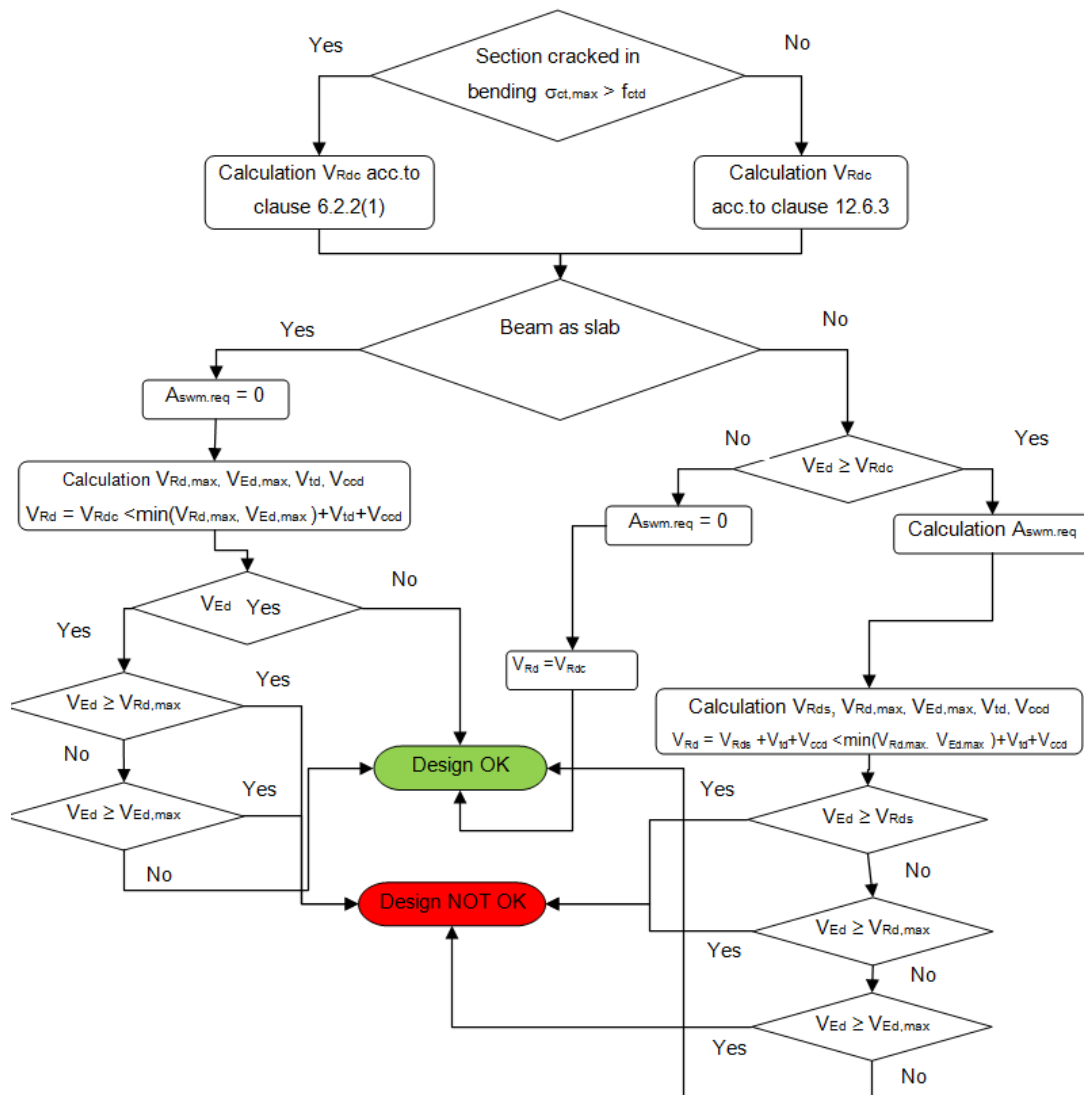 Yes
No
Section cracked in
bending σct,max > fctd
Calculation VRdc acc.to
clause 6.2.2(1)
Calculation VRdc
acc.to clause 12.6.3
Beam as slab
Yes
No
Aswm.req = 0
No
Yes
VEd ≥ VRdc
Calculation VRd,max, VEd,max, Vtd, Vccd
VRd = VRdc <min(VRd,max, VEd,max )+Vtd+Vccd
Aswm.req = 0
Calculation Aswm.req
No
VEd Yes
Yes
VRd =VRdc
Yes
VEd ≥ VRd,max
Calculation VRds, VRd,max, VEd,max, Vtd, Vccd
VRd = VRds +Vtd+Vccd <min(VRd.max, VEd.max )+Vtd+Vccd
No
Design OK
Yes
Yes
VEd ≥ VEd,max
VEd ≥ VRds
No
No
Design NOT OK
VEd ≥ VRd,max
Yes
No
VEd ≥ VEd,max
Yes
No